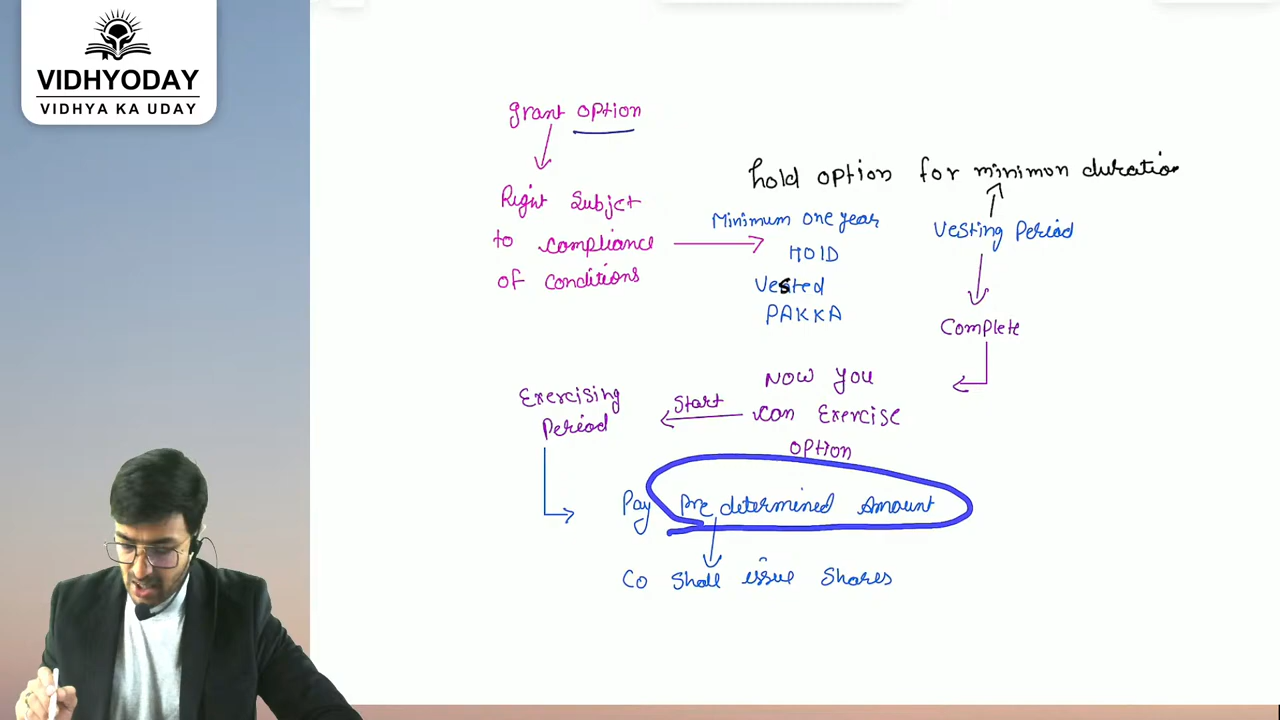 VIDHYODAY
VIDHYA KA UDAY
grant option
Right Subject
to compliance
of conditions
hold option for minimon duration
Minimum one year
HOLD
Vested
PAKKA
Vesting Period
Complete
Now you
can Exercise
option
Start
Exercising
Period
Pay Pre determined Amount
Co Shall issue Shares